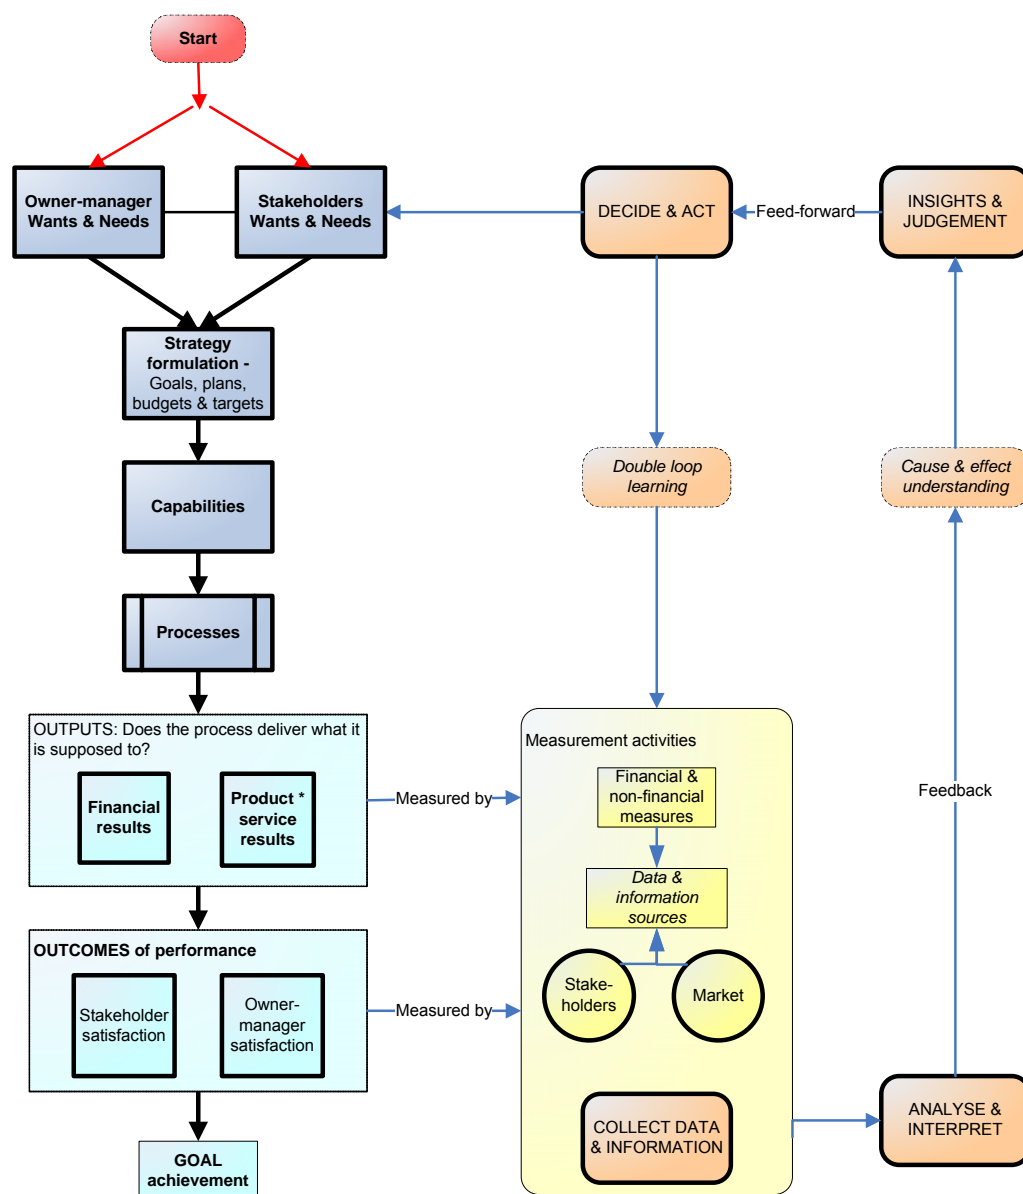 Start
Owner-manager
Wants & Needs
Stakeholders
Wants & Needs
DECIDE & ACT
Feed-forward
INSIGHTS &
JUDGEMENT
Strategy
formulation -
Goals, plans,
budgets & targets
Capabilities
Double loop
learning
Cause & effect
understanding
Processes
OUTPUTS: Does the process deliver what it
is supposed to?
Financial
results
Product *
service
results
Measured by
Measurement activities
Financial &
non-financial
measures
Data &
information
sources
Stake-
holders
Market
Feedback
OUTCOMES of performance
Stakeholder
satisfaction
Owner-
manager
satisfaction
Measured by
COLLECT DATA
& INFORMATION
ANALYSE &
INTERPRET
GOAL
achievement